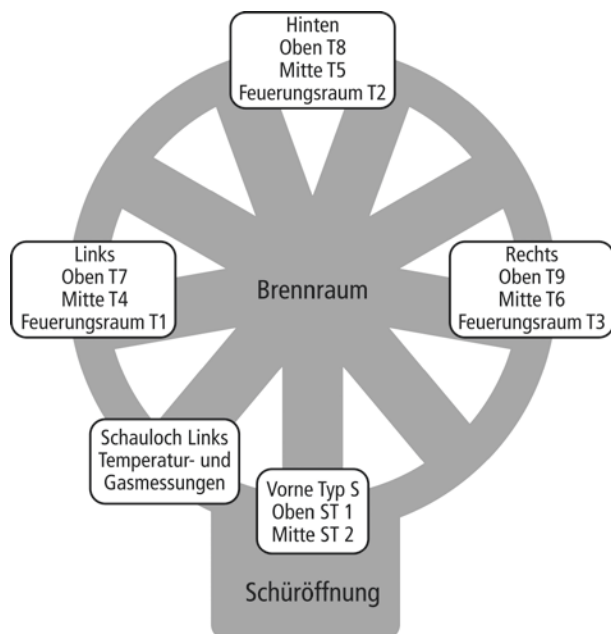 Hinten
Oben T8
Mitte T5
Feuerungsraum T2
Links
Oben T7
Mitte T4
Feuerungsraum T1
Brennraum
Rechts
Oben T9
Mitte T6
Feuerungsraum T3
Schauloch Links
Temperatur- und
Gasmessungen
Vorne Typ S
Oben ST 1
Mitte ST 2
Schüröffnung